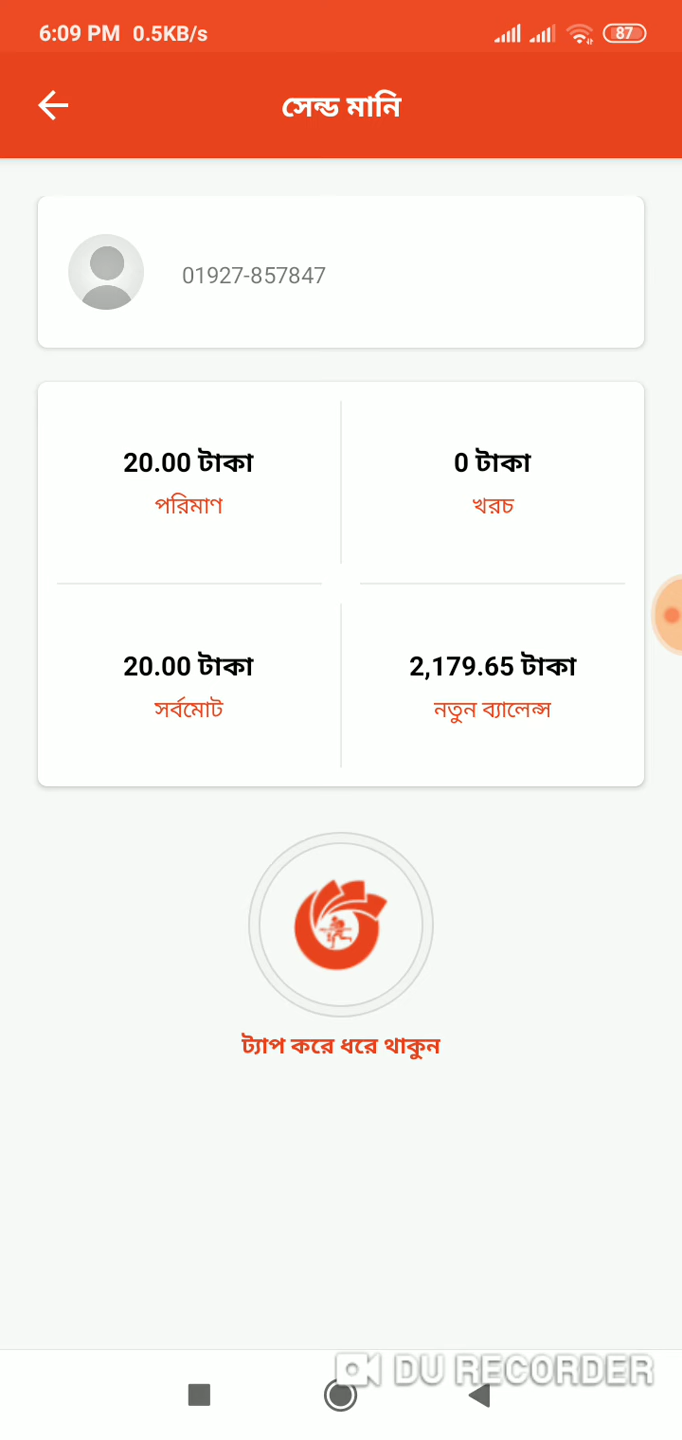 6:09 PM 0.5KB/s 87
সেন্ড মানি
01927-857847
20.00 টাকা
পরিমাণ
0 টাকা
খরচ
20.00 টাকা
সর্বমোট
2,179.65 টাকা
নতুন ব্যালেন্স
ট্যাপ করে ধরে থাকুন
DU RECORDER